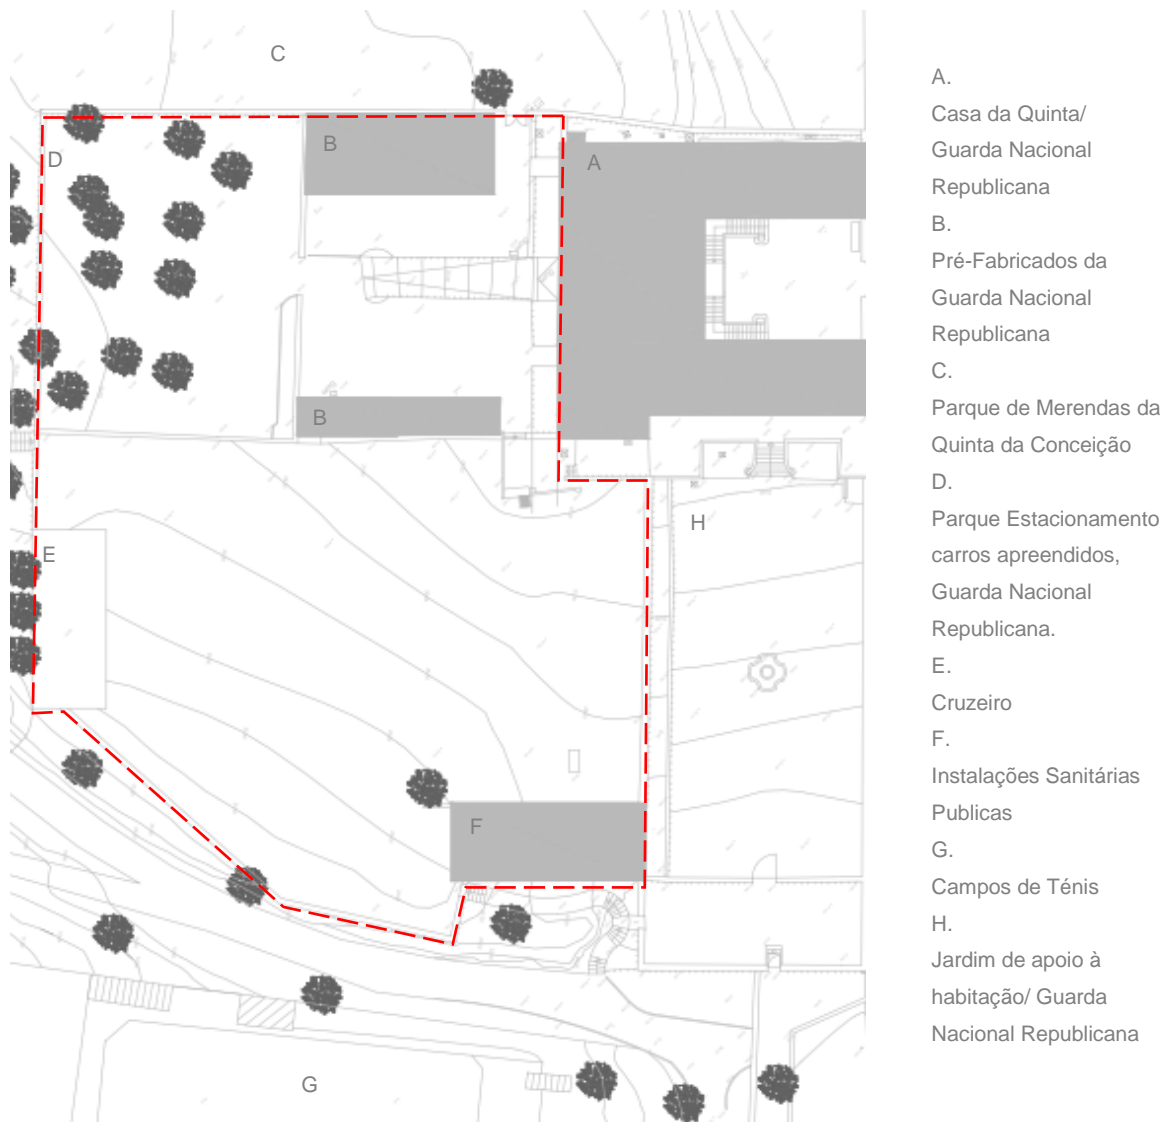 C
D
B
A
B
H
E
F
G
A.
Casa da Quinta/
Guarda Nacional
Republicana
B.
Pré-Fabricados da
Guarda Nacional
Republicana
C.
Parque de Merendas da
Quinta da Conceição
D.
Parque Estacionamento
carros apreendidos,
Guarda Nacional
Republicana.
E.
Cruzeiro
F.
Instalações Sanitárias
Publicas
G.
Campos de Ténis
H.
Jardim de apoio à
habitação/ Guarda
Nacional Republicana